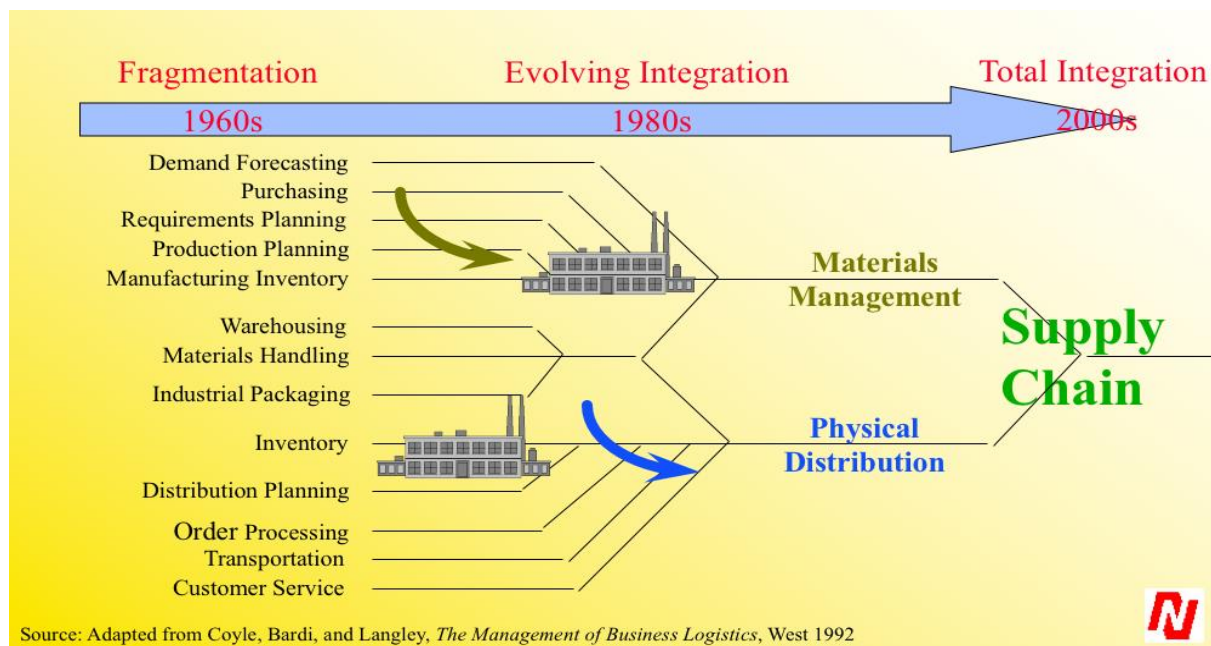 Fragmentation
Evolving Integration
Total Integration
1960s
1980s
2000s
Demand Forecasting
Purchasing
Requirements Planning
Production Planning
Manufacturing Inventory
Warehousing
Materials Handling
Industrial Packaging
Inventory
Distribution Planning
Order Processing
Transportation
Customer Service
Materials
Management
Physical
Distribution
Supply
Chain
Source: Adapted from Coyle, Bardi, and Langley, The Management of Business Logistics, West 1992